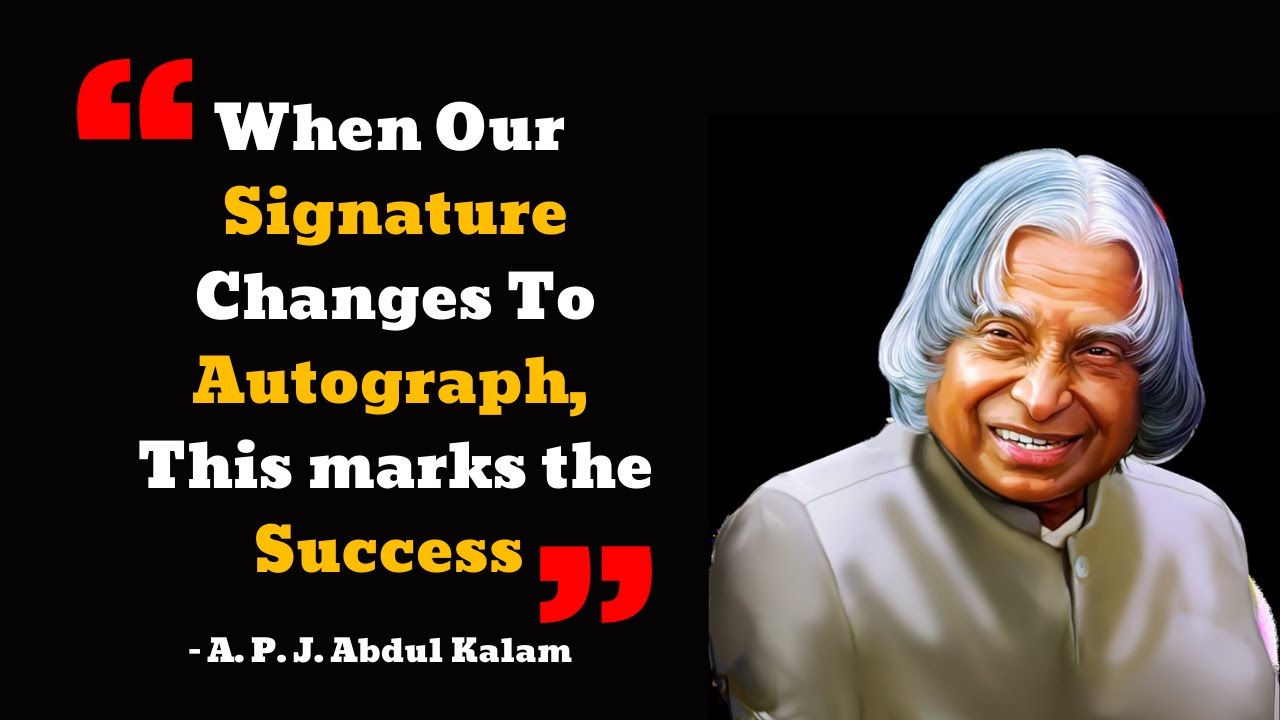 “ When Our
Signature
Changes To
Autograph,
This marks the
Success ”
- A. P. J. Abdul Kalam